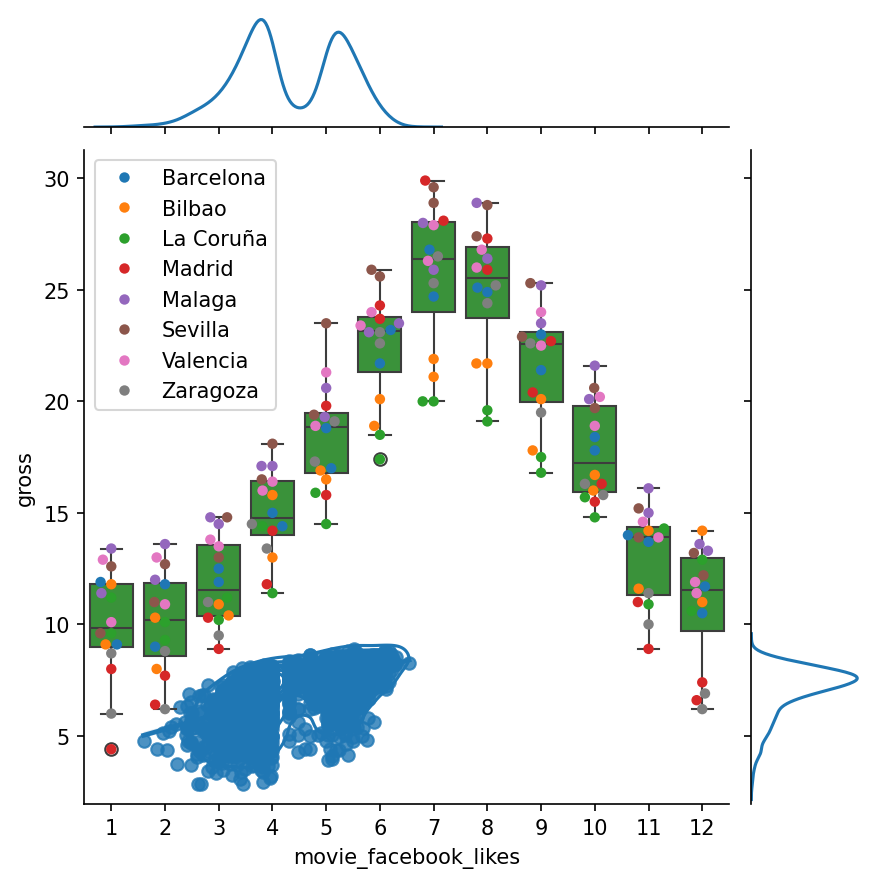 30
25
20
15
10
5
gross
Barcelona
Bilbao
La Coruña
Madrid
Malaga
Sevilla
Valencia
Zaragoza
1 2 3 4 5 6 7 8 9 10 11 12
movie_facebook_likes